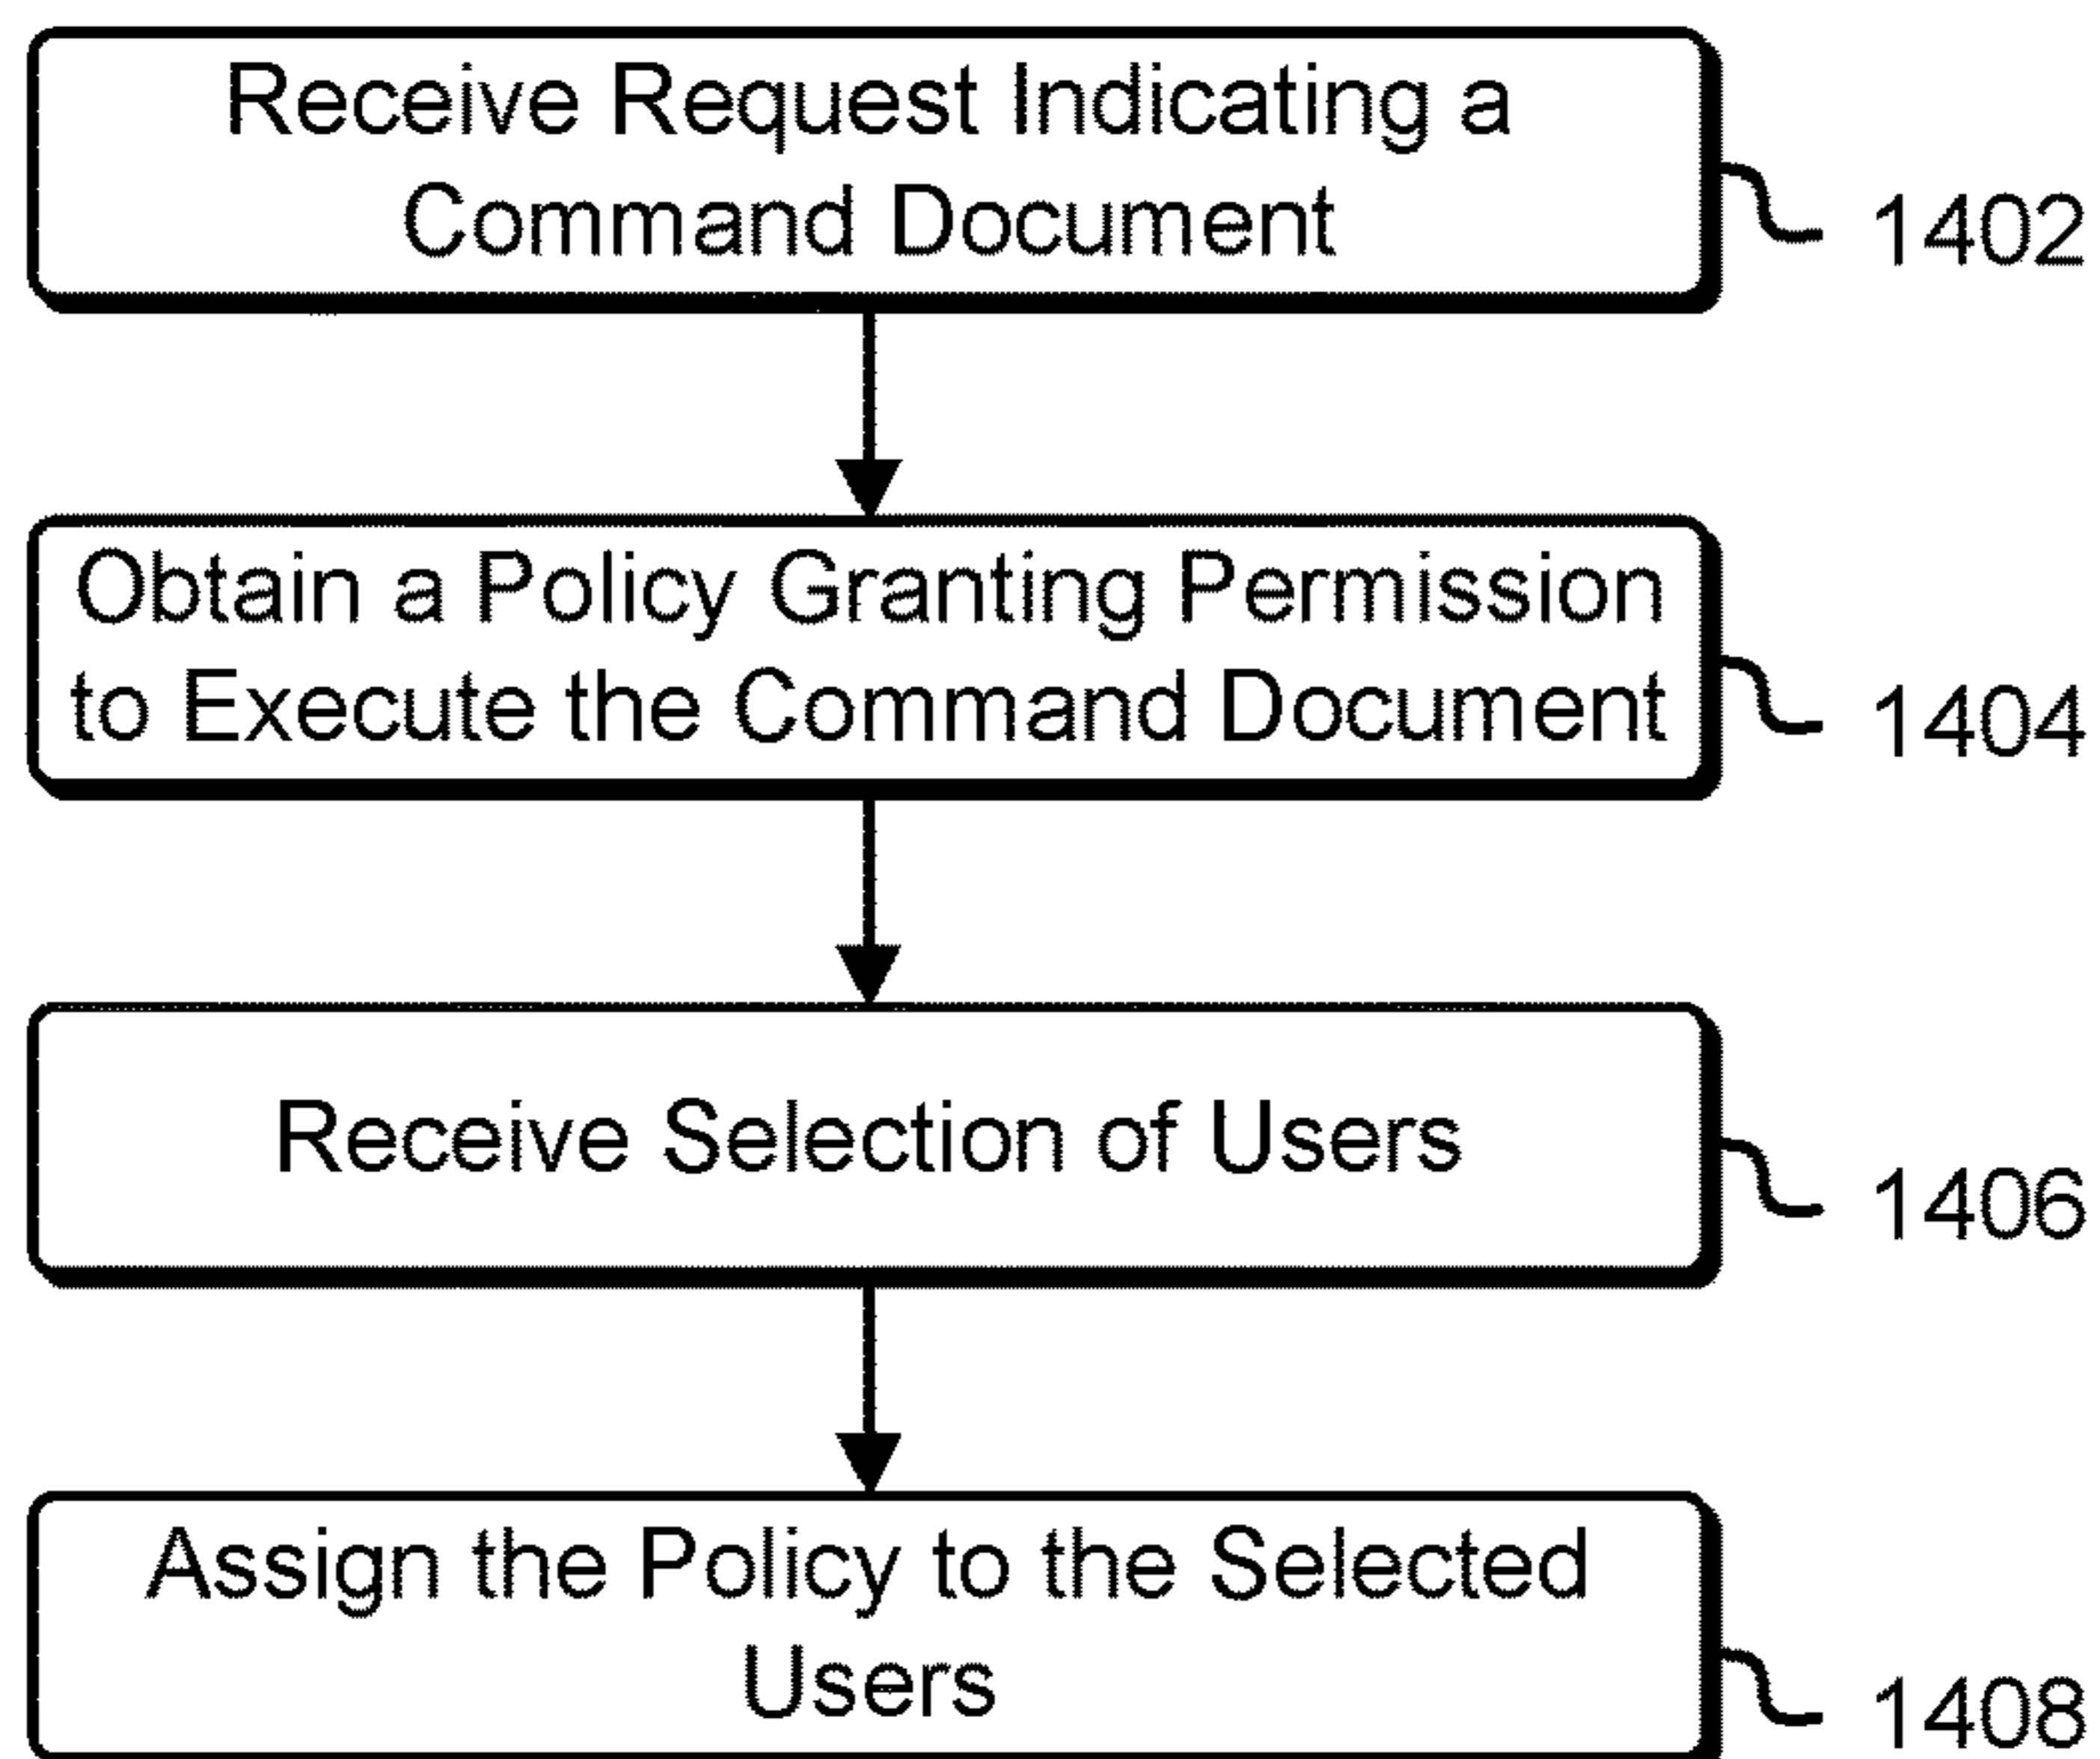 Receive Request Indicating a
Command Document
1402
Obtain a Policy Granting Permission
to Execute the Command Document
1404
Receive Selection of Users
1406
Assign the Policy to the Selected
Users
1408